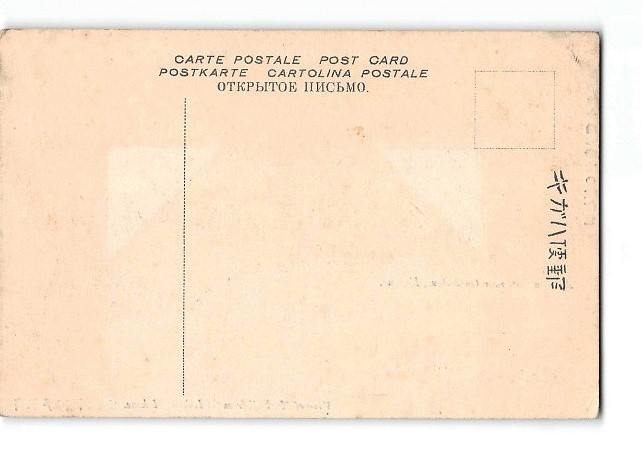 CARTE POSTALE POST CARD
POSTKARTE CARTOLINA POSTALE
ОТКРЫТОЕ ПИСЬМО.
キガハ便郵